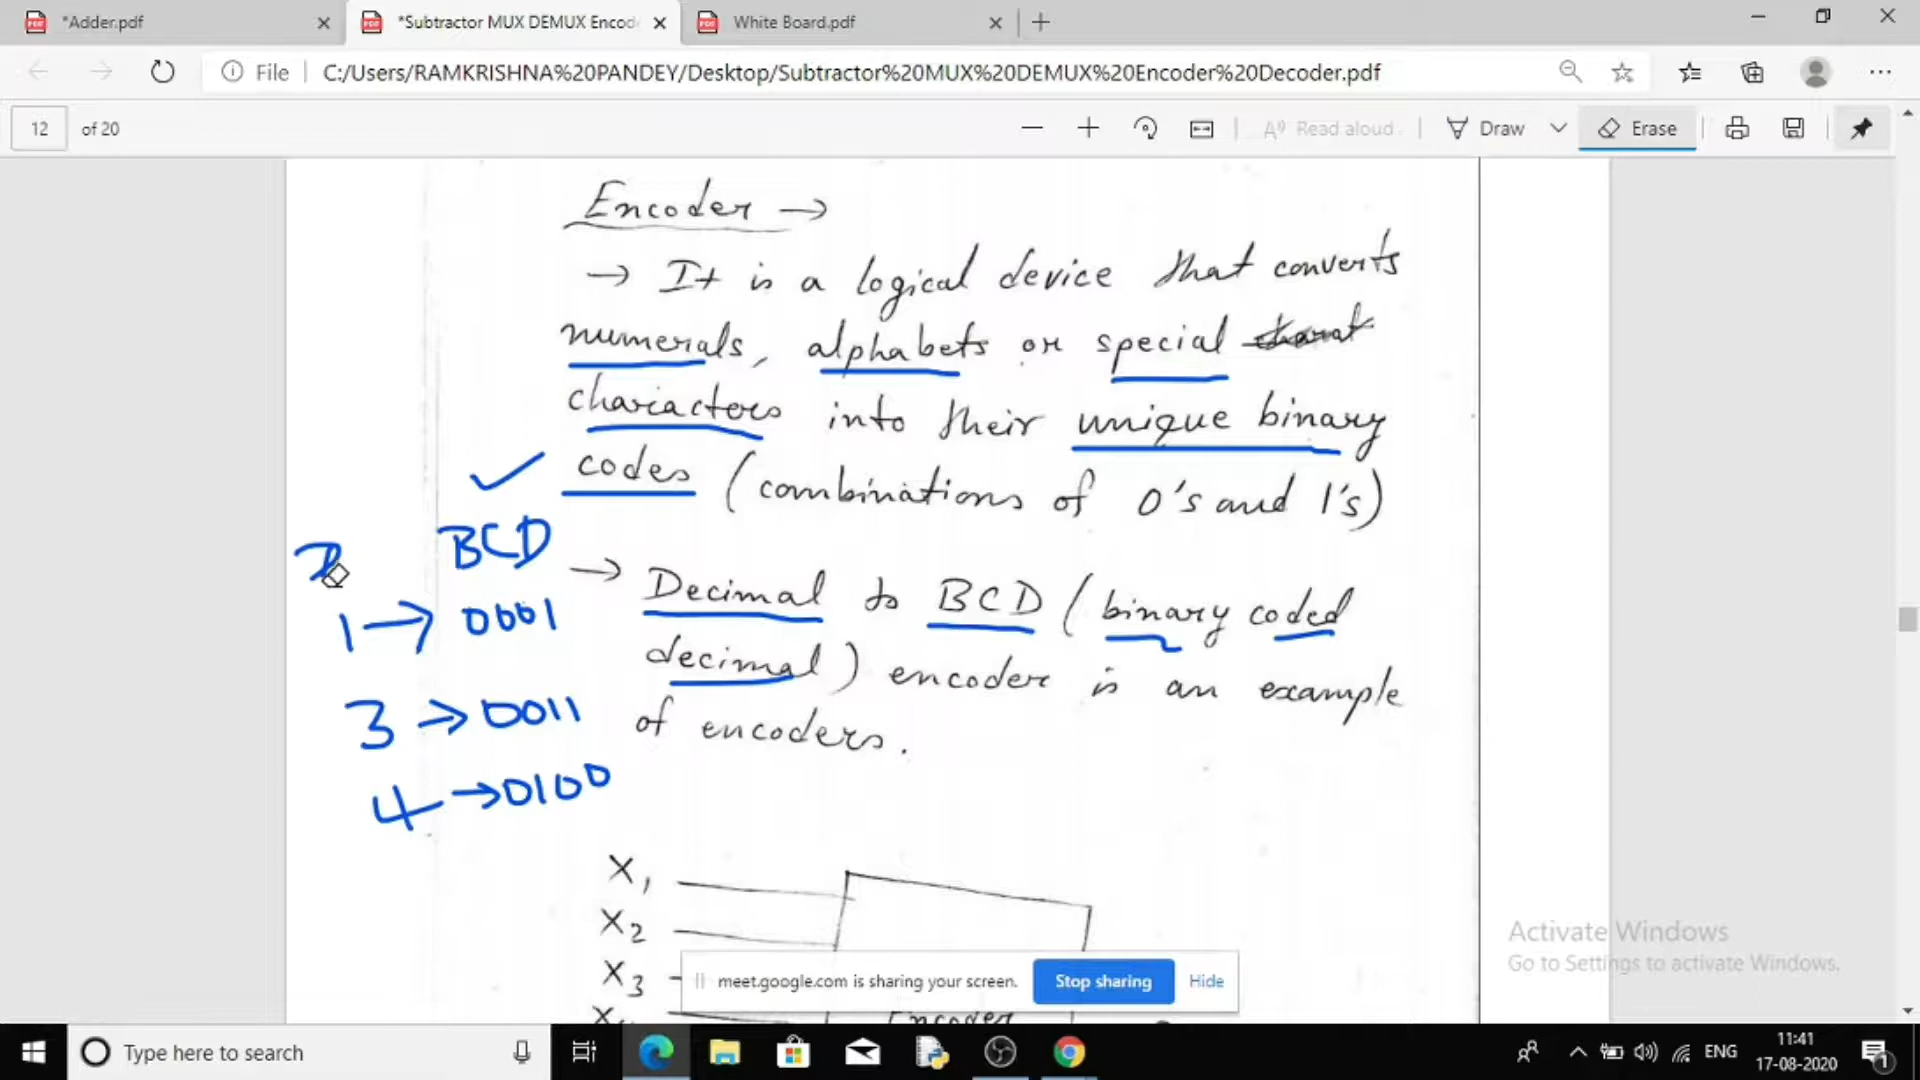 *Adder.pdf
*Subtractor MUX DEMUX Encod
White Board.pdf
File
C:/Users/RAMKRISHNA%20PANDEY/Desktop/Subtractor%20MUX%20DEMUX%20Encoder%20Decoder.pdf
12 of 20
Read aloud
Draw
Erase
Encoder →
→ It is a logical device that converts
numerals, alphabets or special
characters into their unique binary
codes (combinations of 0's and 1's)
BCD
→ Decimal to BCD (binary coded
1 → 0001
decimal) encoder is an example
3 → 0011
of encoders.
4 → 0100
X1
X2
X3
Encoder
meet.google.com is sharing your screen.
Stop sharing
Hide
Activate Windows
Go to Settings to activate Windows.
Type here to search
ENG
11:41
17-08-2020
1